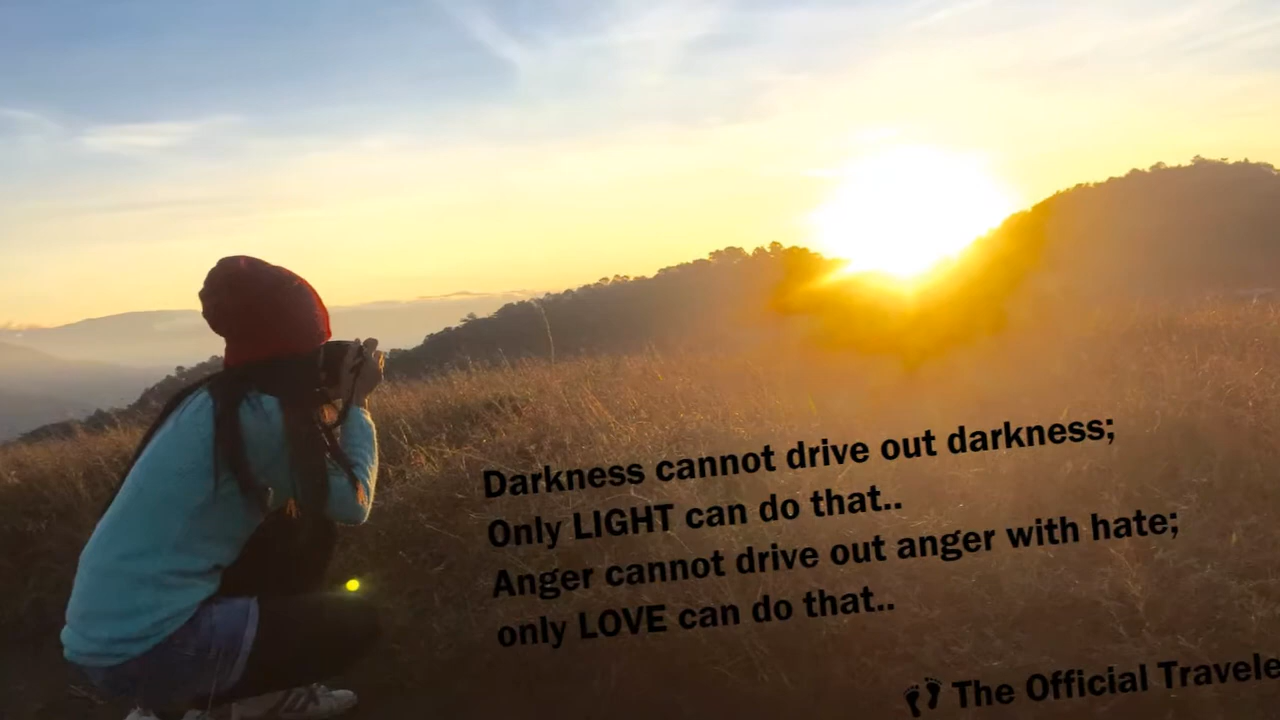 Darkness cannot drive out darkness;
Only LIGHT can do that..
Anger cannot drive out anger with hate;
only LOVE can do that..
The Official Travele